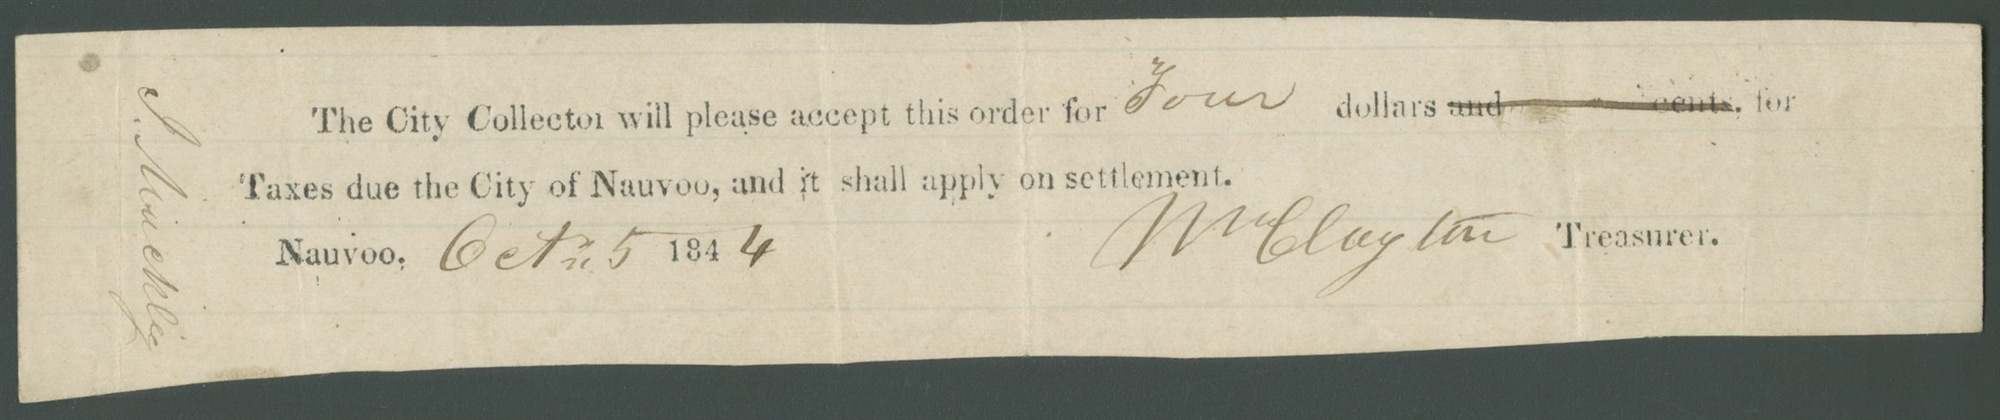 The City Collector will please accept this order for Four dollars and cents. for
Taxes due the City of Nauvoo, and it shall apply on settlement.
Nauvoo. Oct. 5 1844 Wm Clayton Treasurer.